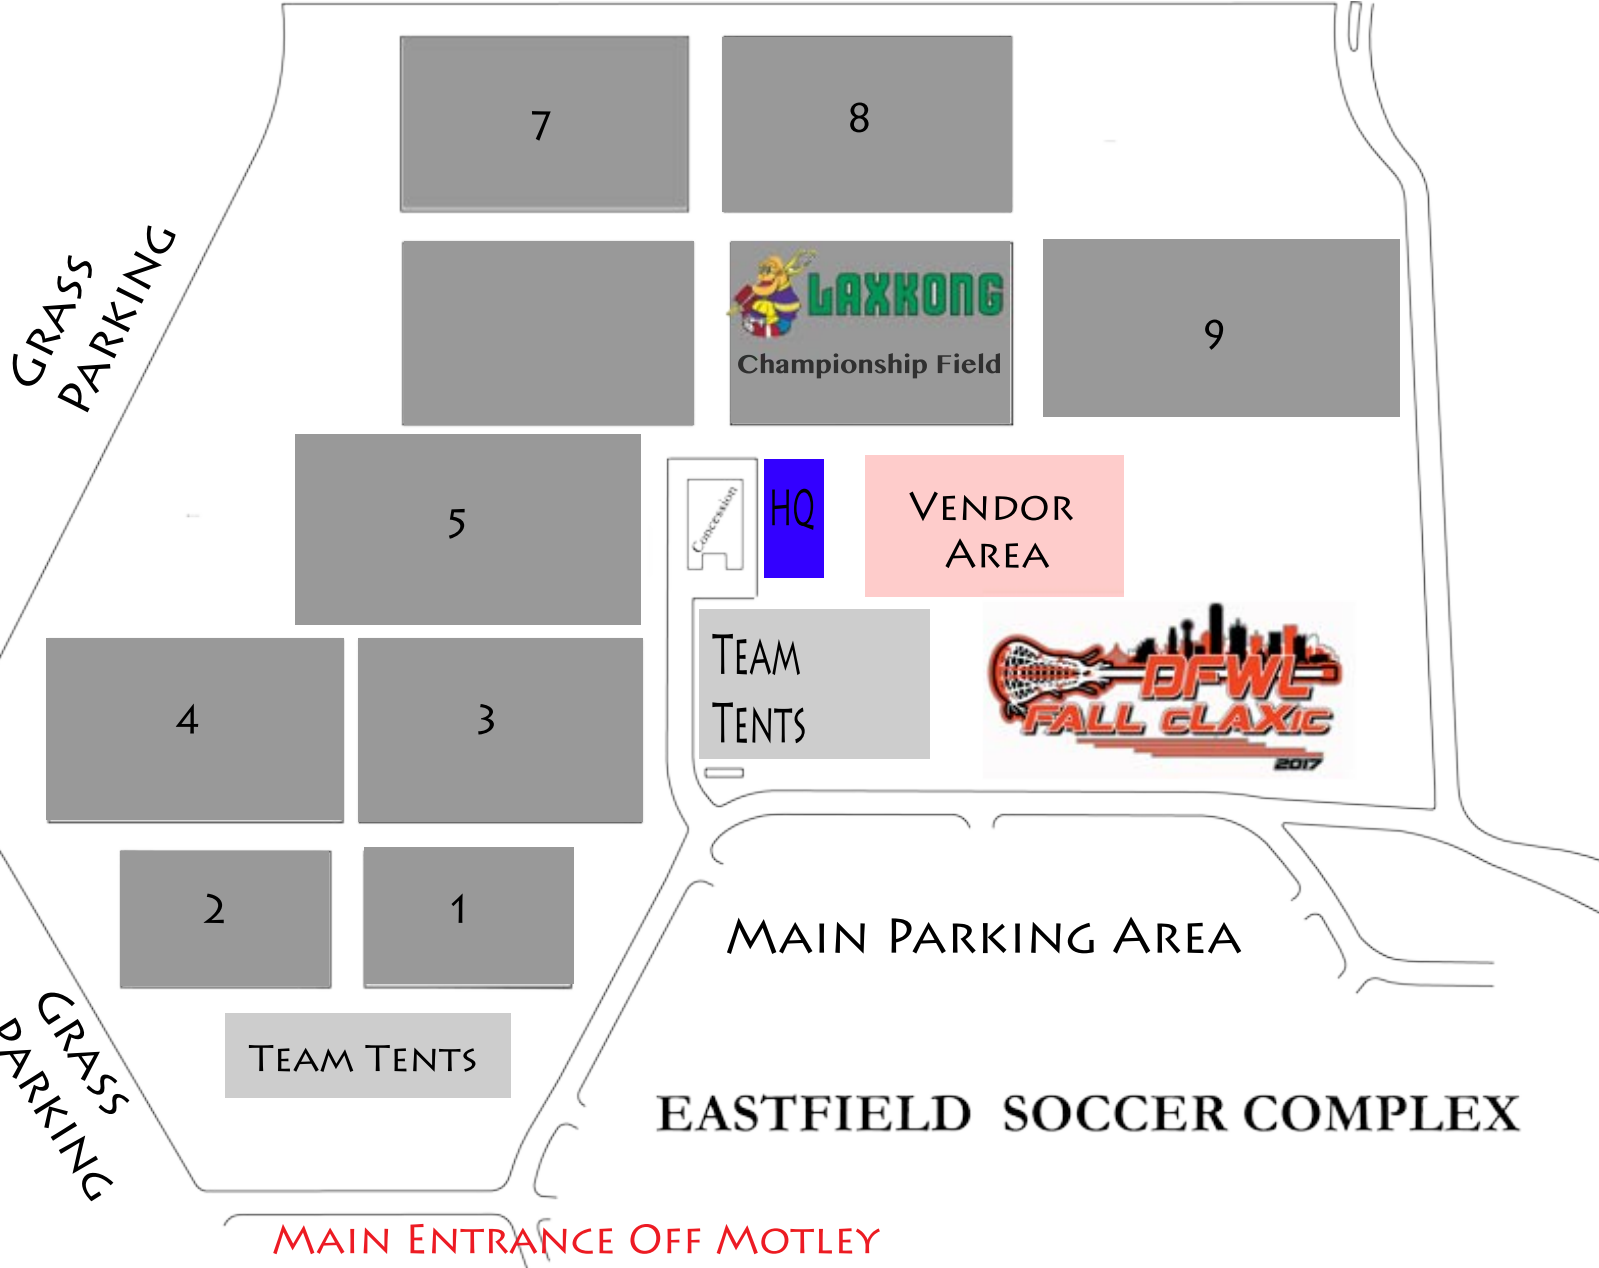 7
8
GRASS
PARKING
LAXKONG
Championship Field
9
5
Concession
HQ
VENDOR
AREA
4
3
TEAM
TENTS
DFWL
FALL cLAXic
2017
2
1
MAIN PARKING AREA
GRASS
PARKING
TEAM TENTS
EASTFIELD SOCCER COMPLEX
MAIN ENTRANCE OFF MOTLEY